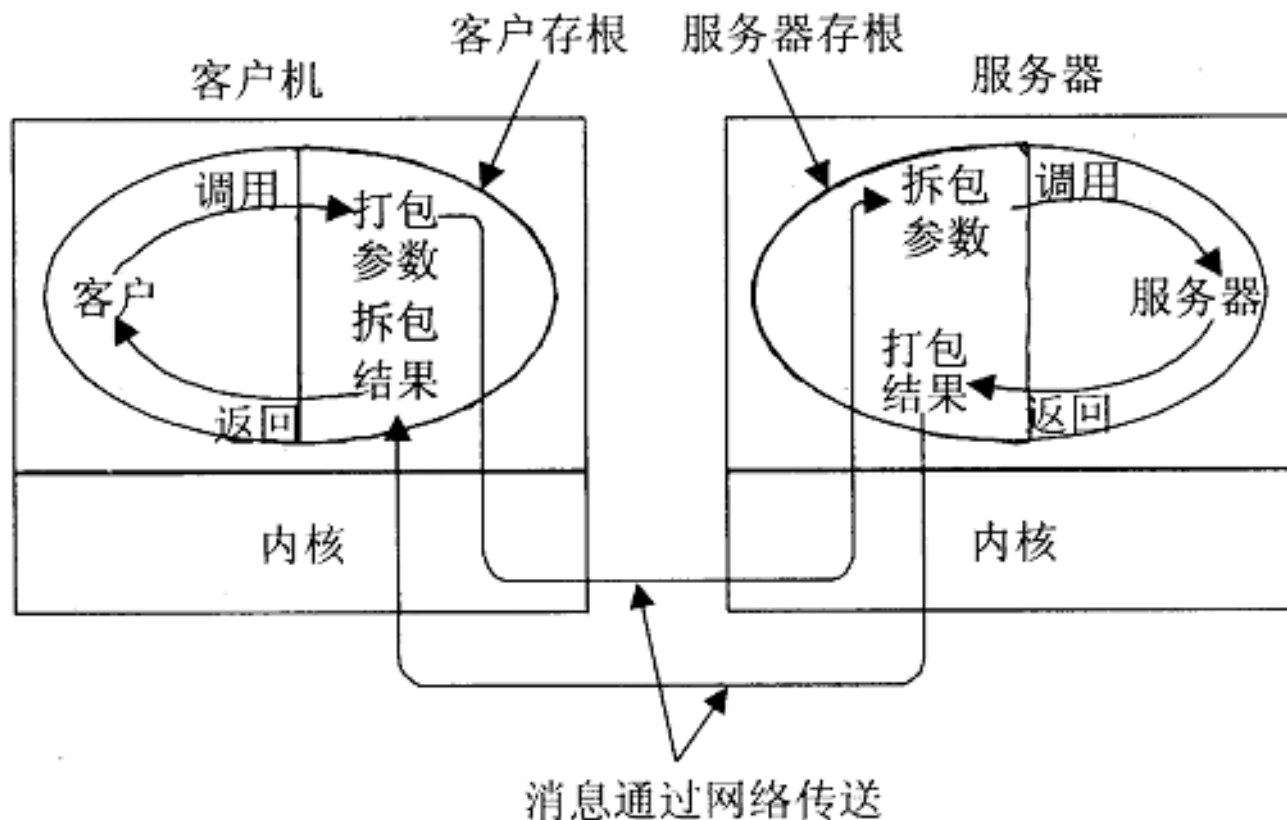 客户存根
服务器存根
客户机
服务器
调用
打包
参数
客户
拆包
结果
返回
内核
拆包
参数
调用
服务器
打包
结果
返回
内核
消息通过网络传送